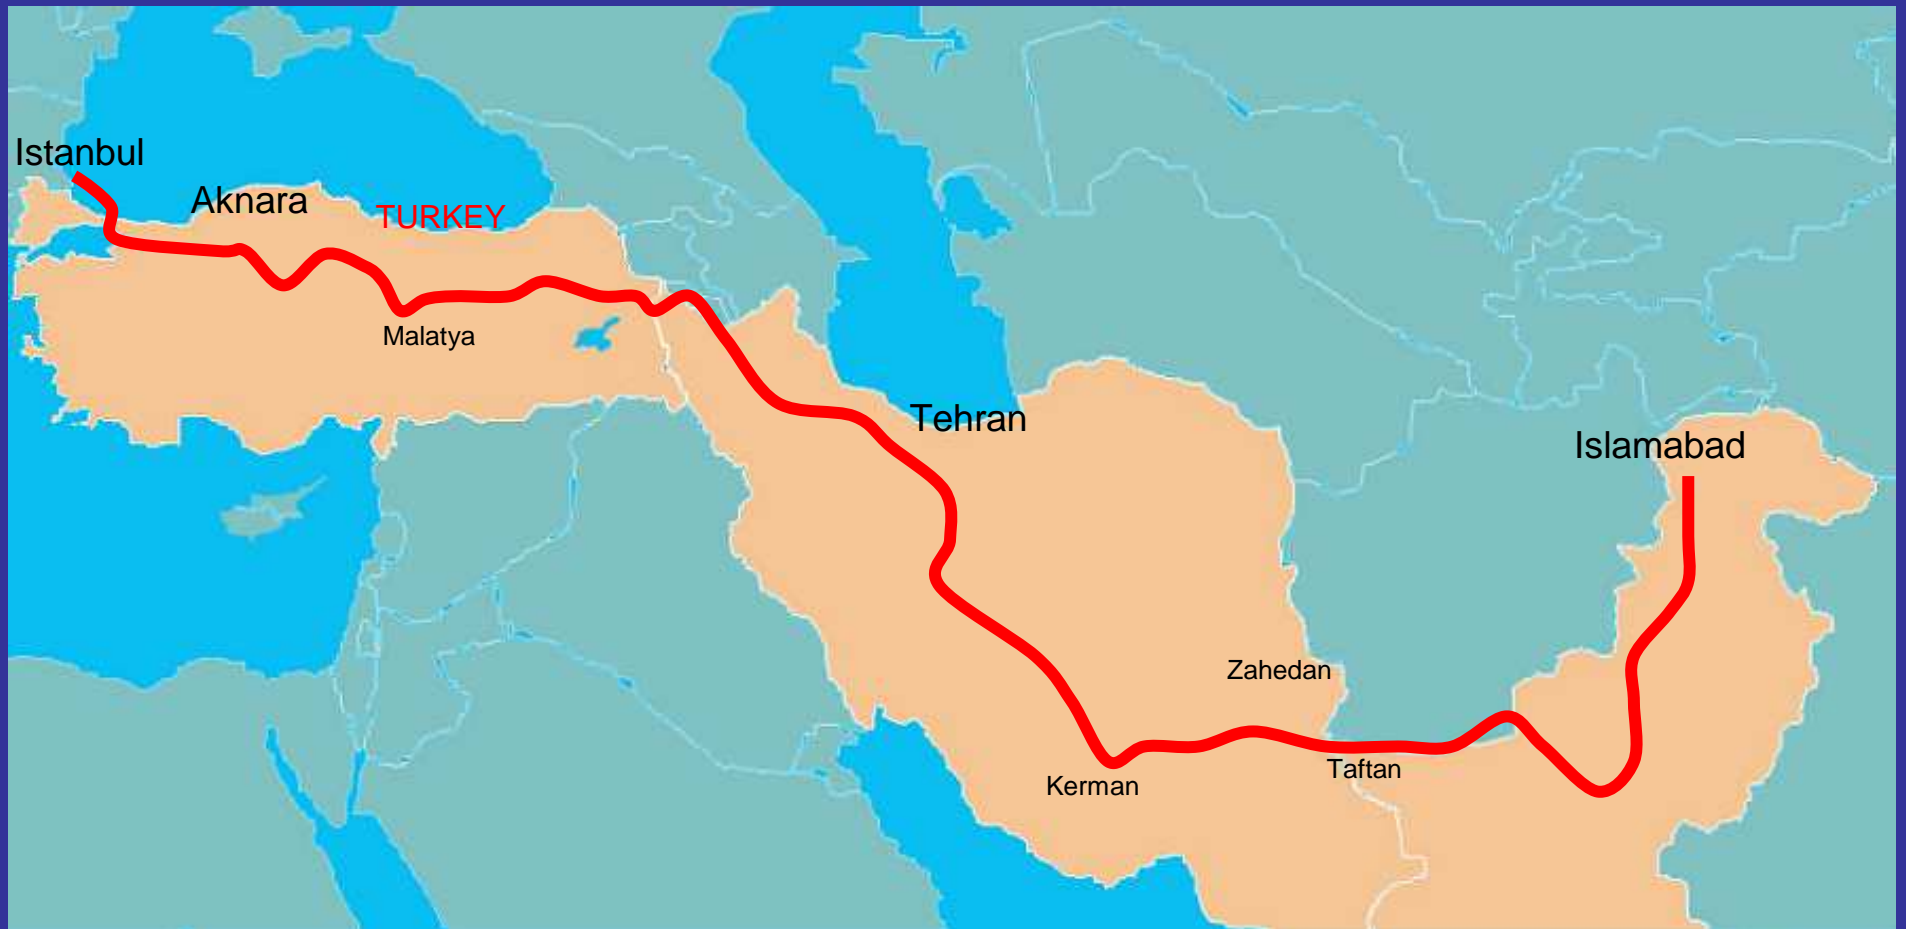 Istanbul
Aknara
TURKEY
Malatya
Tehran
Islamabad
Zahedan
Taftan
Kerman